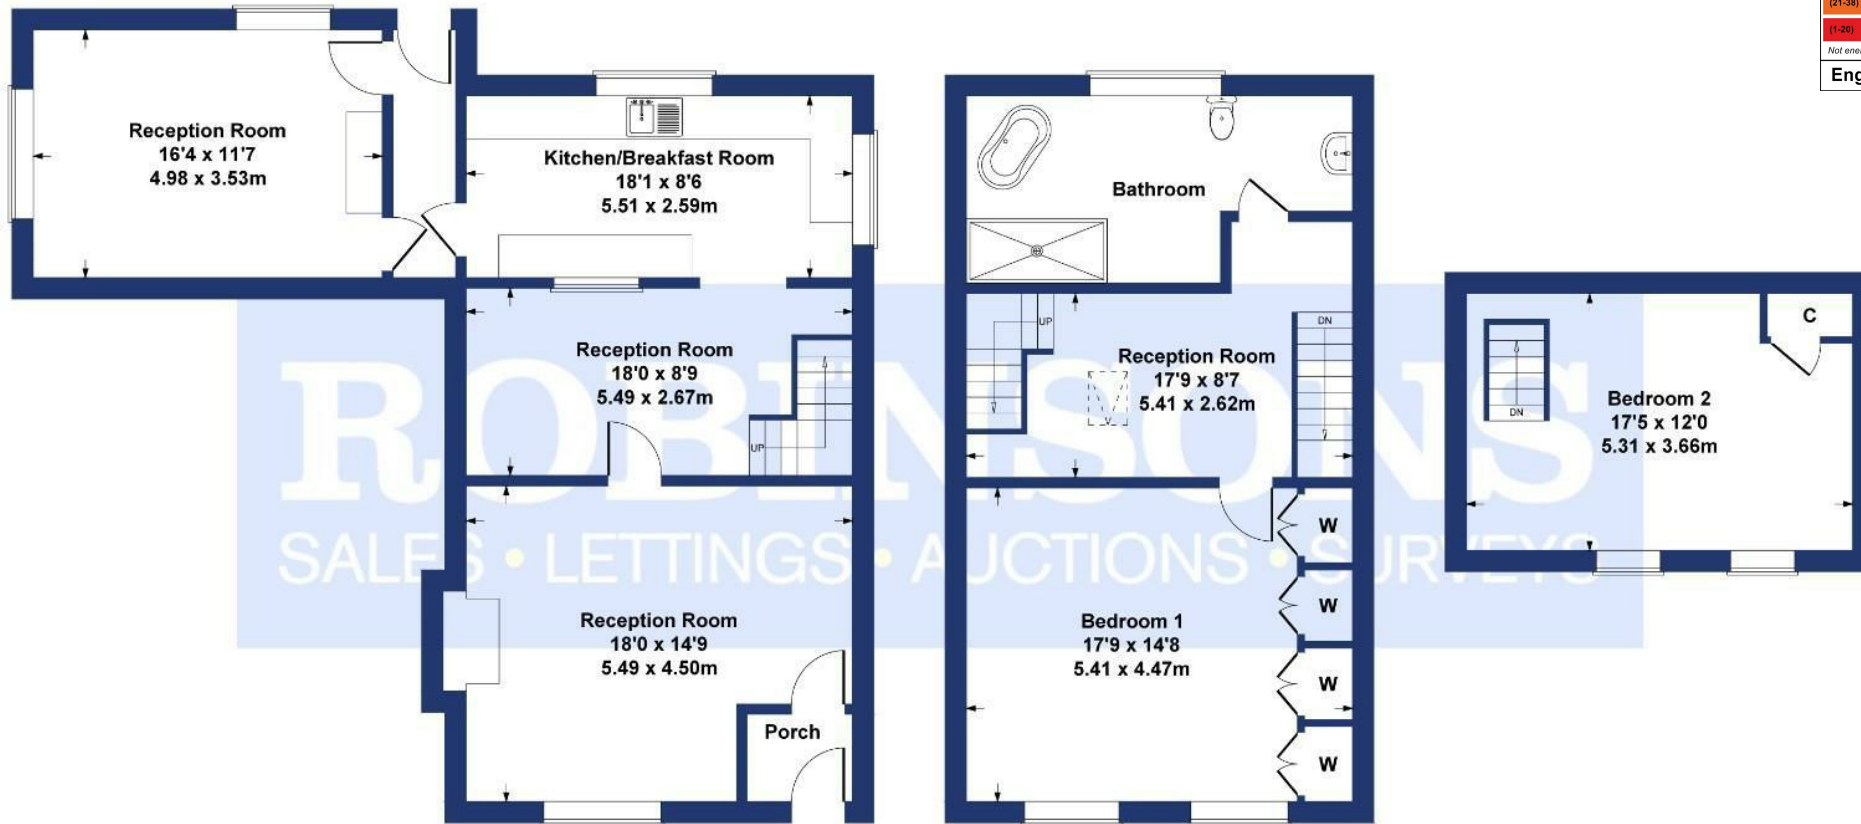 (21-38)
(1-20)
Not ene
Eng
Reception Room
16'4 x 11'7
4.98 x 3.53m
Kitchen/Breakfast Room
18'1 x 8'6
5.51 x 2.59m
Reception Room
18'0 x 8'9
5.49 x 2.67m
UP
Reception Room
18'0 x 14'9
5.49 x 4.50m
Porch
Bathroom
UP
DN
Reception Room
17'9 x 8'7
5.41 x 2.62m
Bedroom 1
17'9 x 14'8
5.41 x 4.47m
W
W
W
W
C
DN
Bedroom 2
17'5 x 12'0
5.31 x 3.66m
ROBINSONS
SALES • LETTINGS • AUCTIONS • SURVEYS